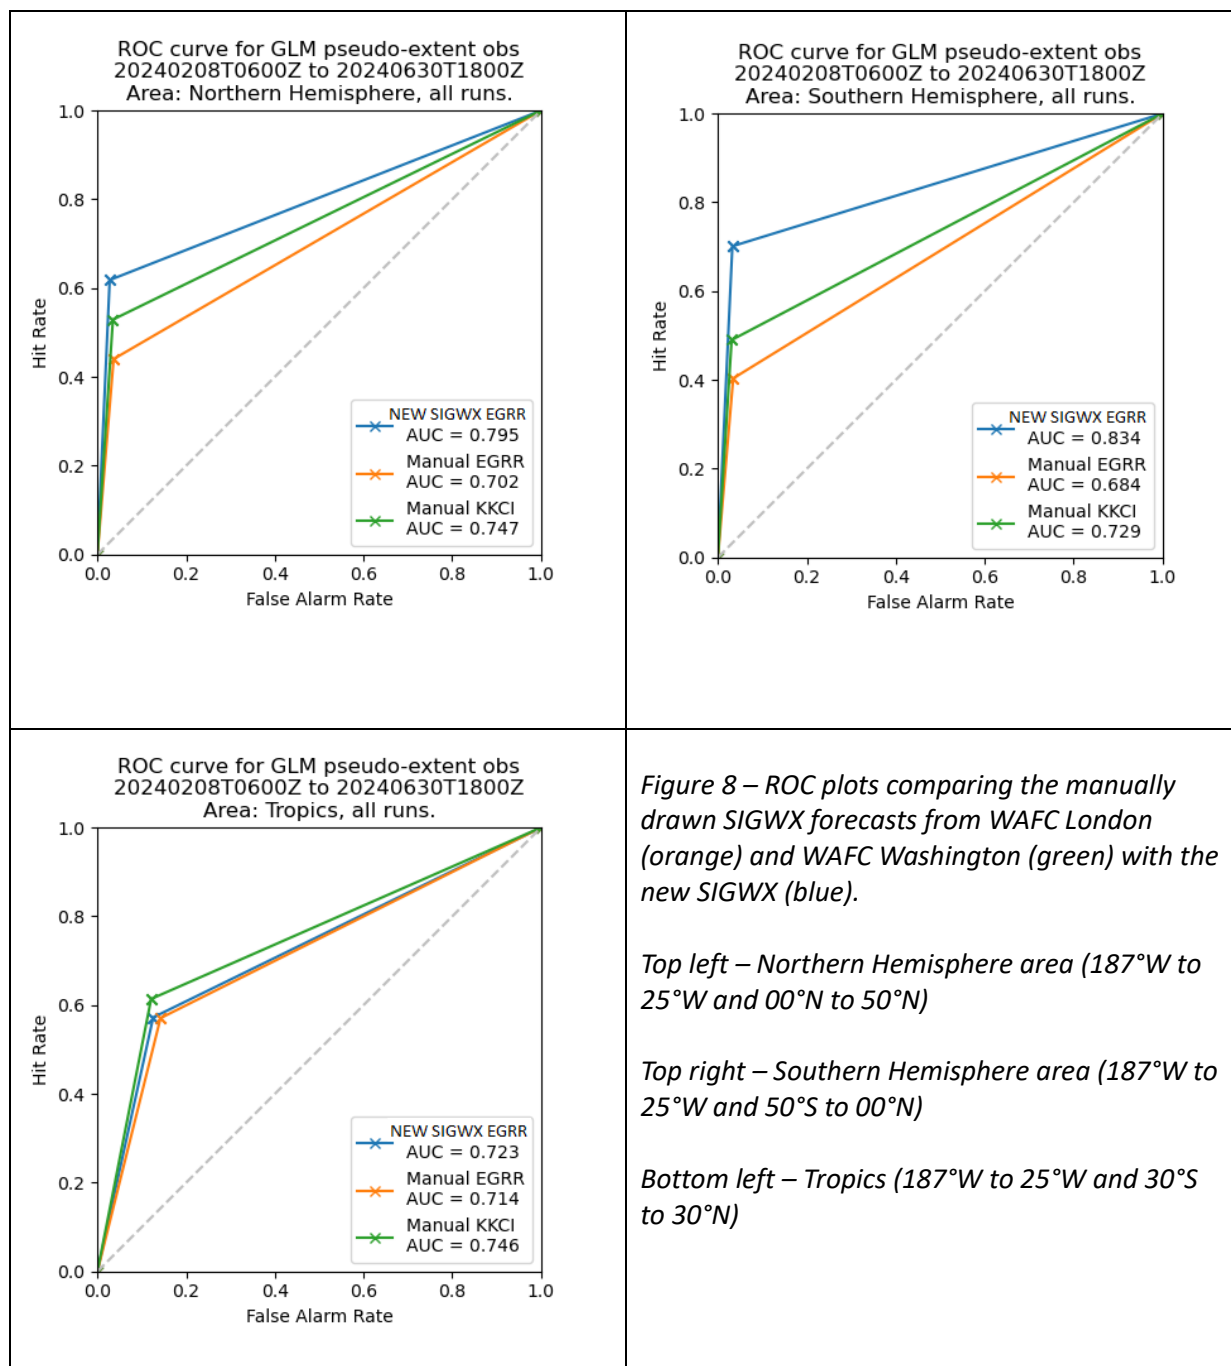 ROC curve for GLM pseudo-extent obs
20240208T0600Z to 20240630T1800Z
Area: Northern Hemisphere, all runs.
1.0
0.8
0.6
0.4
0.2
0.0
Hit Rate
NEW SIGWX EGRR
AUC = 0.795
Manual EGRR
AUC = 0.702
Manual KKCI
AUC = 0.747
0.0 0.2 0.4 0.6 0.8 1.0
False Alarm Rate
ROC curve for GLM pseudo-extent obs
20240208T0600Z to 20240630T1800Z
Area: Southern Hemisphere, all runs.
1.0
0.8
0.6
0.4
0.2
0.0
Hit Rate
NEW SIGWX EGRR
AUC = 0.834
Manual EGRR
AUC = 0.684
Manual KKCI
AUC = 0.729
0.0 0.2 0.4 0.6 0.8 1.0
False Alarm Rate
ROC curve for GLM pseudo-extent obs
20240208T0600Z to 20240630T1800Z
Area: Tropics, all runs.
1.0
0.8
0.6
0.4
0.2
0.0
Hit Rate
NEW SIGWX EGRR
AUC = 0.723
Manual EGRR
AUC = 0.714
Manual KKCI
AUC = 0.746
0.0 0.2 0.4 0.6 0.8 1.0
False Alarm Rate
Figure 8 – ROC plots comparing the manually
drawn SIGWX forecasts from WAFC London
(orange) and WAFC Washington (green) with the
new SIGWX (blue).
Top left – Northern Hemisphere area (187°W to
25°W and 00°N to 50°N)
Top right – Southern Hemisphere area (187°W to
25°W and 50°S to 00°N)
Bottom left – Tropics (187°W to 25°W and 30°S
to 30°N)